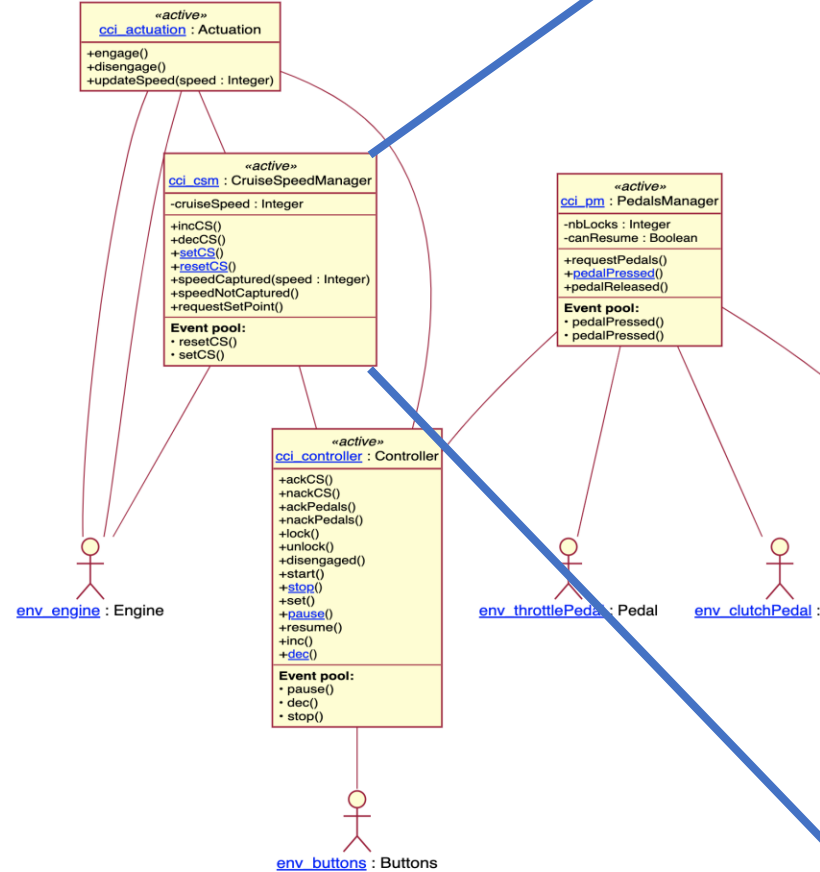 «active»
cci_actuation : Actuation
+engage()
+disengage()
+updateSpeed(speed : Integer)
«active»
cci_csm : CruiseSpeedManager
-cruiseSpeed : Integer
+incCS()
+decCS()
+setCS()
+resetCS()
+speedCaptured(speed : Integer)
+speedNotCaptured()
+requestSetPoint()
Event pool:
• resetCS()
• setCS()
«active»
cci_pm : PedalsManager
-nbLocks : Integer
-canResume : Boolean
+requestPedals()
+pedalPressed()
+pedalReleased()
Event pool:
• pedalPressed()
• pedalPressed()
«active»
cci_controller : Controller
+ackCS()
+nackCS()
+ackPedals()
+nackPedals()
+lock()
+unlock()
+disengaged()
+start()
+stop()
+set()
+pause()
+resume()
+inc()
+dec()
Event pool:
• pause()
• dec()
• stop()
env_engine : Engine
env_throttlePedal : Pedal
env_clutchPedal :
env_buttons : Buttons